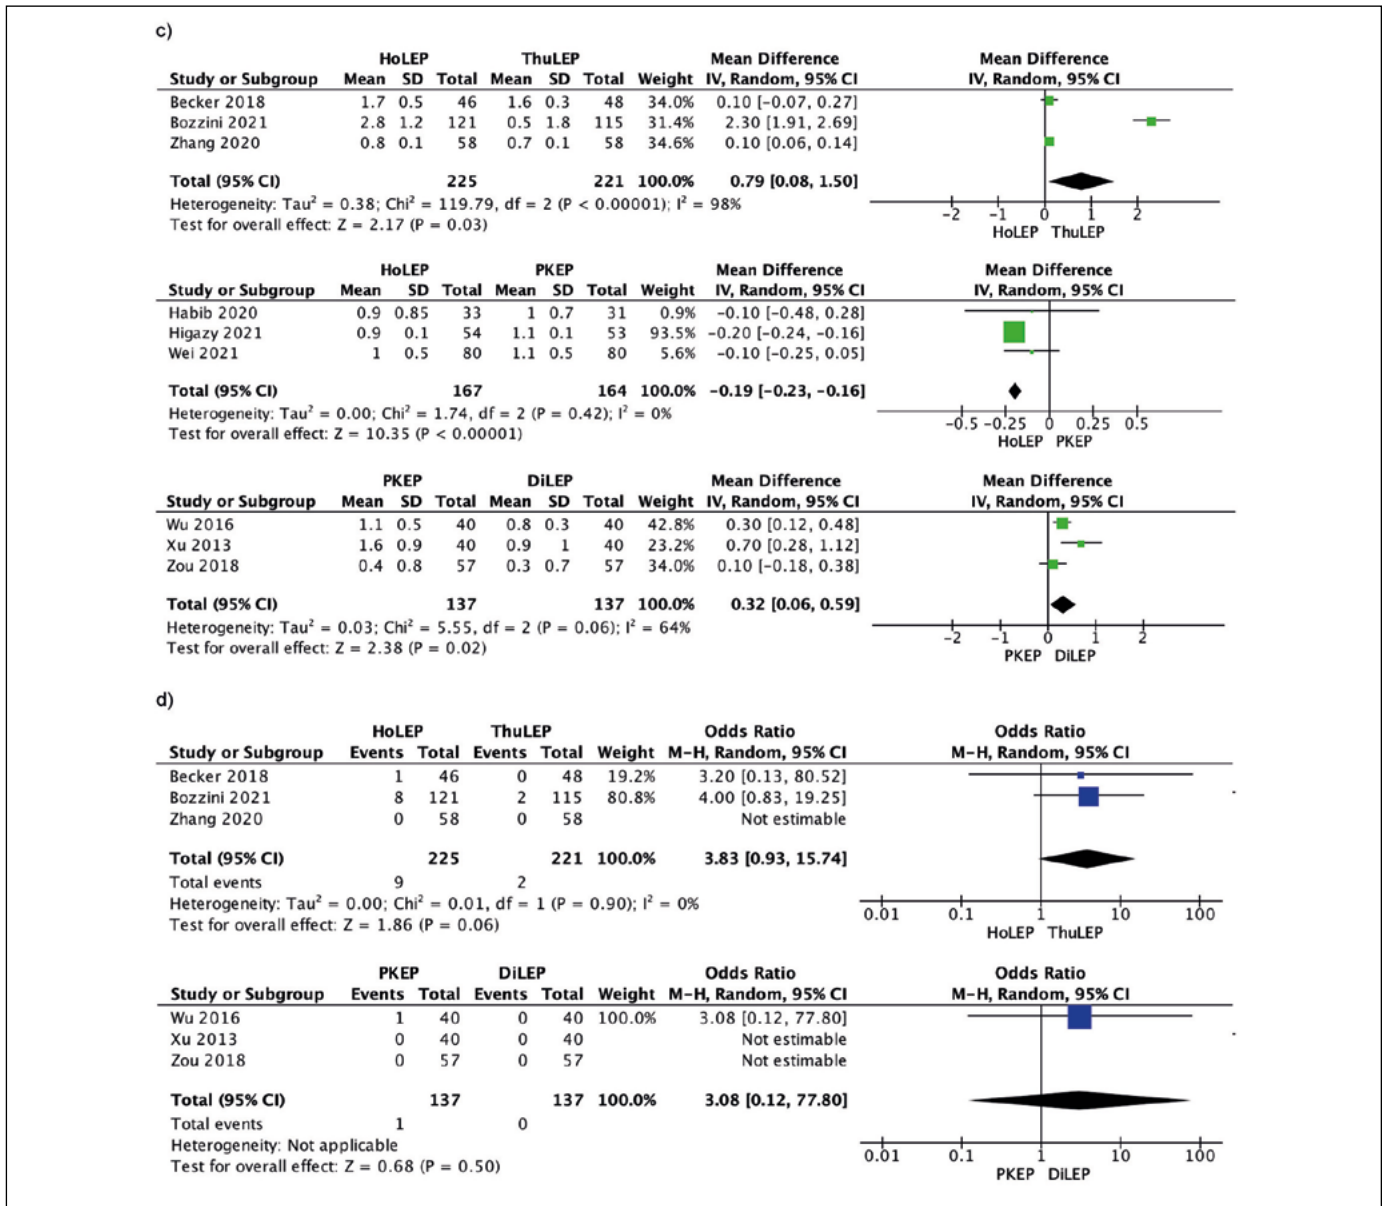 c)
HoLEP ThuLEP Mean Difference Mean Difference
Study or Subgroup Mean SD Total Mean SD Total Weight IV, Random, 95% CI IV, Random, 95% CI
Becker 2018 1.7 0.5 46 1.6 0.3 48 34.0% 0.10 [-0.07, 0.27]
Bozzini 2021 2.8 1.2 121 0.5 1.8 115 31.4% 2.30 [1.91, 2.69]
Zhang 2020 0.8 0.1 58 0.7 0.1 58 34.6% 0.10 [0.06, 0.14]
Total (95% CI) 225 221 100.0% 0.79 [0.08, 1.50]
Heterogeneity: Tau² = 0.38; Chi² = 119.79, df = 2 (P < 0.00001); I² = 98%
Test for overall effect: Z = 2.17 (P = 0.03)
-2 -1 0 1 2
HoLEP ThuLEP
HoLEP PKEP Mean Difference Mean Difference
Study or Subgroup Mean SD Total Mean SD Total Weight IV, Random, 95% CI IV, Random, 95% CI
Habib 2020 0.9 0.85 33 1 0.7 31 0.9% -0.10 [-0.48, 0.28]
Higazy 2021 0.9 0.1 54 1.1 0.1 53 93.5% -0.20 [-0.24, -0.16]
Wei 2021 1 0.5 80 1.1 0.5 80 5.6% -0.10 [-0.25, 0.05]
Total (95% CI) 167 164 100.0% -0.19 [-0.23, -0.16]
Heterogeneity: Tau² = 0.00; Chi² = 1.74, df = 2 (P = 0.42); I² = 0%
Test for overall effect: Z = 10.35 (P < 0.00001)
-0.5 -0.25 0 0.25 0.5
HoLEP PKEP
PKEP DiLEP Mean Difference Mean Difference
Study or Subgroup Mean SD Total Mean SD Total Weight IV, Random, 95% CI IV, Random, 95% CI
Wu 2016 1.1 0.5 40 0.8 0.3 40 42.8% 0.30 [0.12, 0.48]
Xu 2013 1.6 0.9 40 0.9 1 40 23.2% 0.70 [0.28, 1.12]
Zou 2018 0.4 0.8 57 0.3 0.7 57 34.0% 0.10 [-0.18, 0.38]
Total (95% CI) 137 137 100.0% 0.32 [0.06, 0.59]
Heterogeneity: Tau² = 0.03; Chi² = 5.55, df = 2 (P = 0.06); I² = 64%
Test for overall effect: Z = 2.38 (P = 0.02)
-2 -1 0 1 2
PKEP DiLEP
d)
HoLEP ThuLEP Odds Ratio Odds Ratio
Study or Subgroup Events Total Events Total Weight M-H, Random, 95% CI M-H, Random, 95% CI
Becker 2018 1 46 0 48 19.2% 3.20 [0.13, 80.52]
Bozzini 2021 8 121 2 115 80.8% 4.00 [0.83, 19.25]
Zhang 2020 0 58 0 58 Not estimable
Total (95% CI) 225 221 100.0% 3.83 [0.93, 15.74]
Total events 9 2
Heterogeneity: Tau² = 0.00; Chi² = 0.01, df = 1 (P = 0.90); I² = 0%
Test for overall effect: Z = 1.86 (P = 0.06)
0.01 0.1 1 10 100
HoLEP ThuLEP
PKEP DiLEP Odds Ratio Odds Ratio
Study or Subgroup Events Total Events Total Weight M-H, Random, 95% CI M-H, Random, 95% CI
Wu 2016 1 40 0 40 100.0% 3.08 [0.12, 77.80]
Xu 2013 0 40 0 40 Not estimable
Zou 2018 0 57 0 57 Not estimable
Total (95% CI) 137 137 100.0% 3.08 [0.12, 77.80]
Total events 1 0
Heterogeneity: Not applicable
Test for overall effect: Z = 0.68 (P = 0.50)
0.01 0.1 1 10 100
PKEP DiLEP